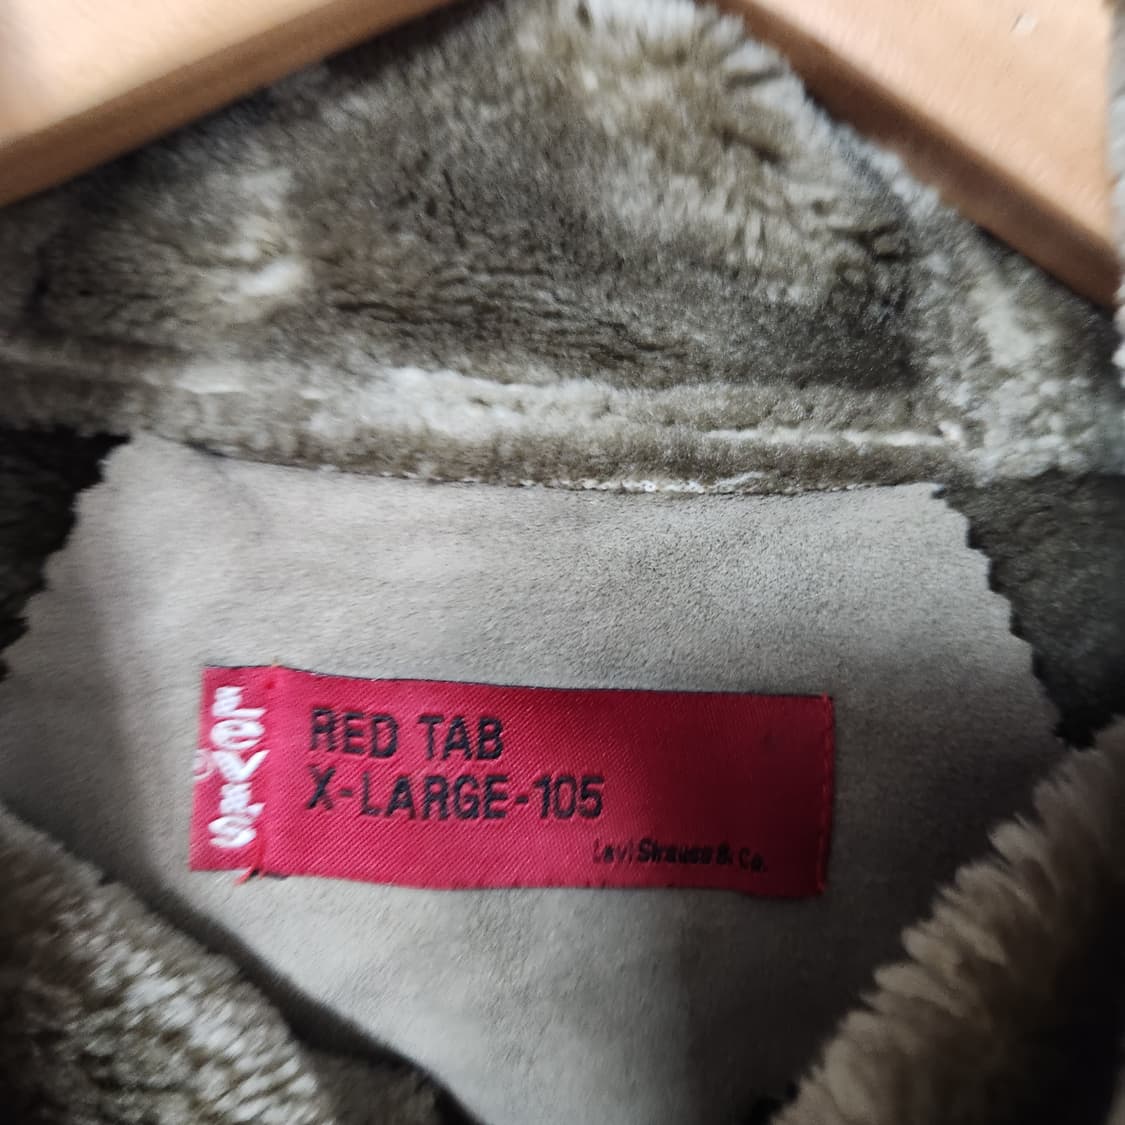 LEVI'S
RED TAB
X-LARGE-105
Levi Strauss & Co.